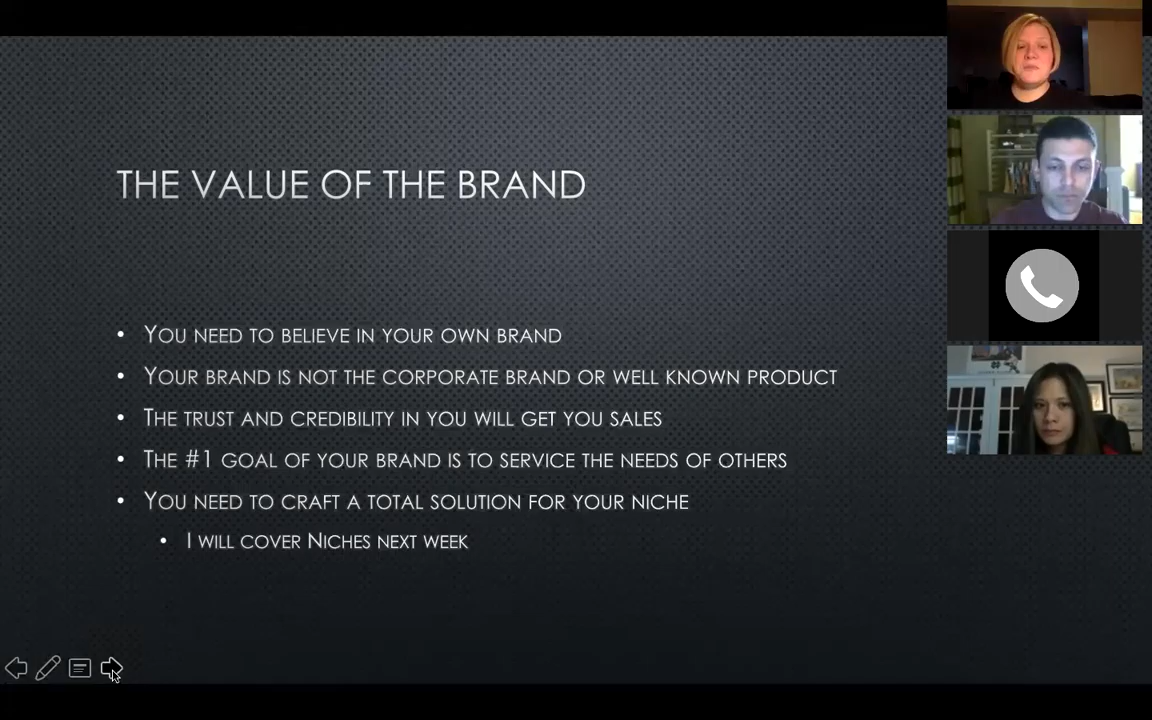 THE VALUE OF THE BRAND
• YOU NEED TO BELIEVE IN YOUR OWN BRAND
• YOUR BRAND IS NOT THE CORPORATE BRAND OR WELL KNOWN PRODUCT
• THE TRUST AND CREDIBILITY IN YOU WILL GET YOU SALES
• THE #1 GOAL OF YOUR BRAND IS TO SERVICE THE NEEDS OF OTHERS
• YOU NEED TO CRAFT A TOTAL SOLUTION FOR YOUR NICHE
• I WILL COVER NICHES NEXT WEEK